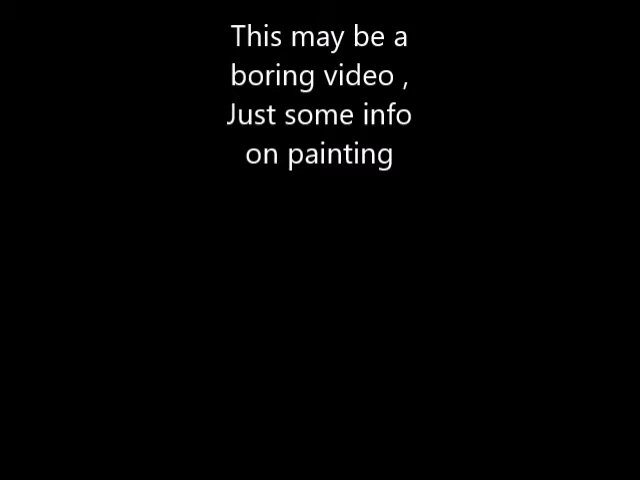 This may be a
boring video ,
Just some info
on painting